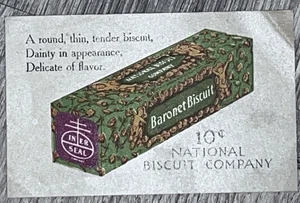 A round, thin, tender biscuit,
Dainty in appearance,
Delicate of flavor.
Baronet Biscuit
IN ER
SEAL
10¢
NATIONAL
BISCUIT COMPANY